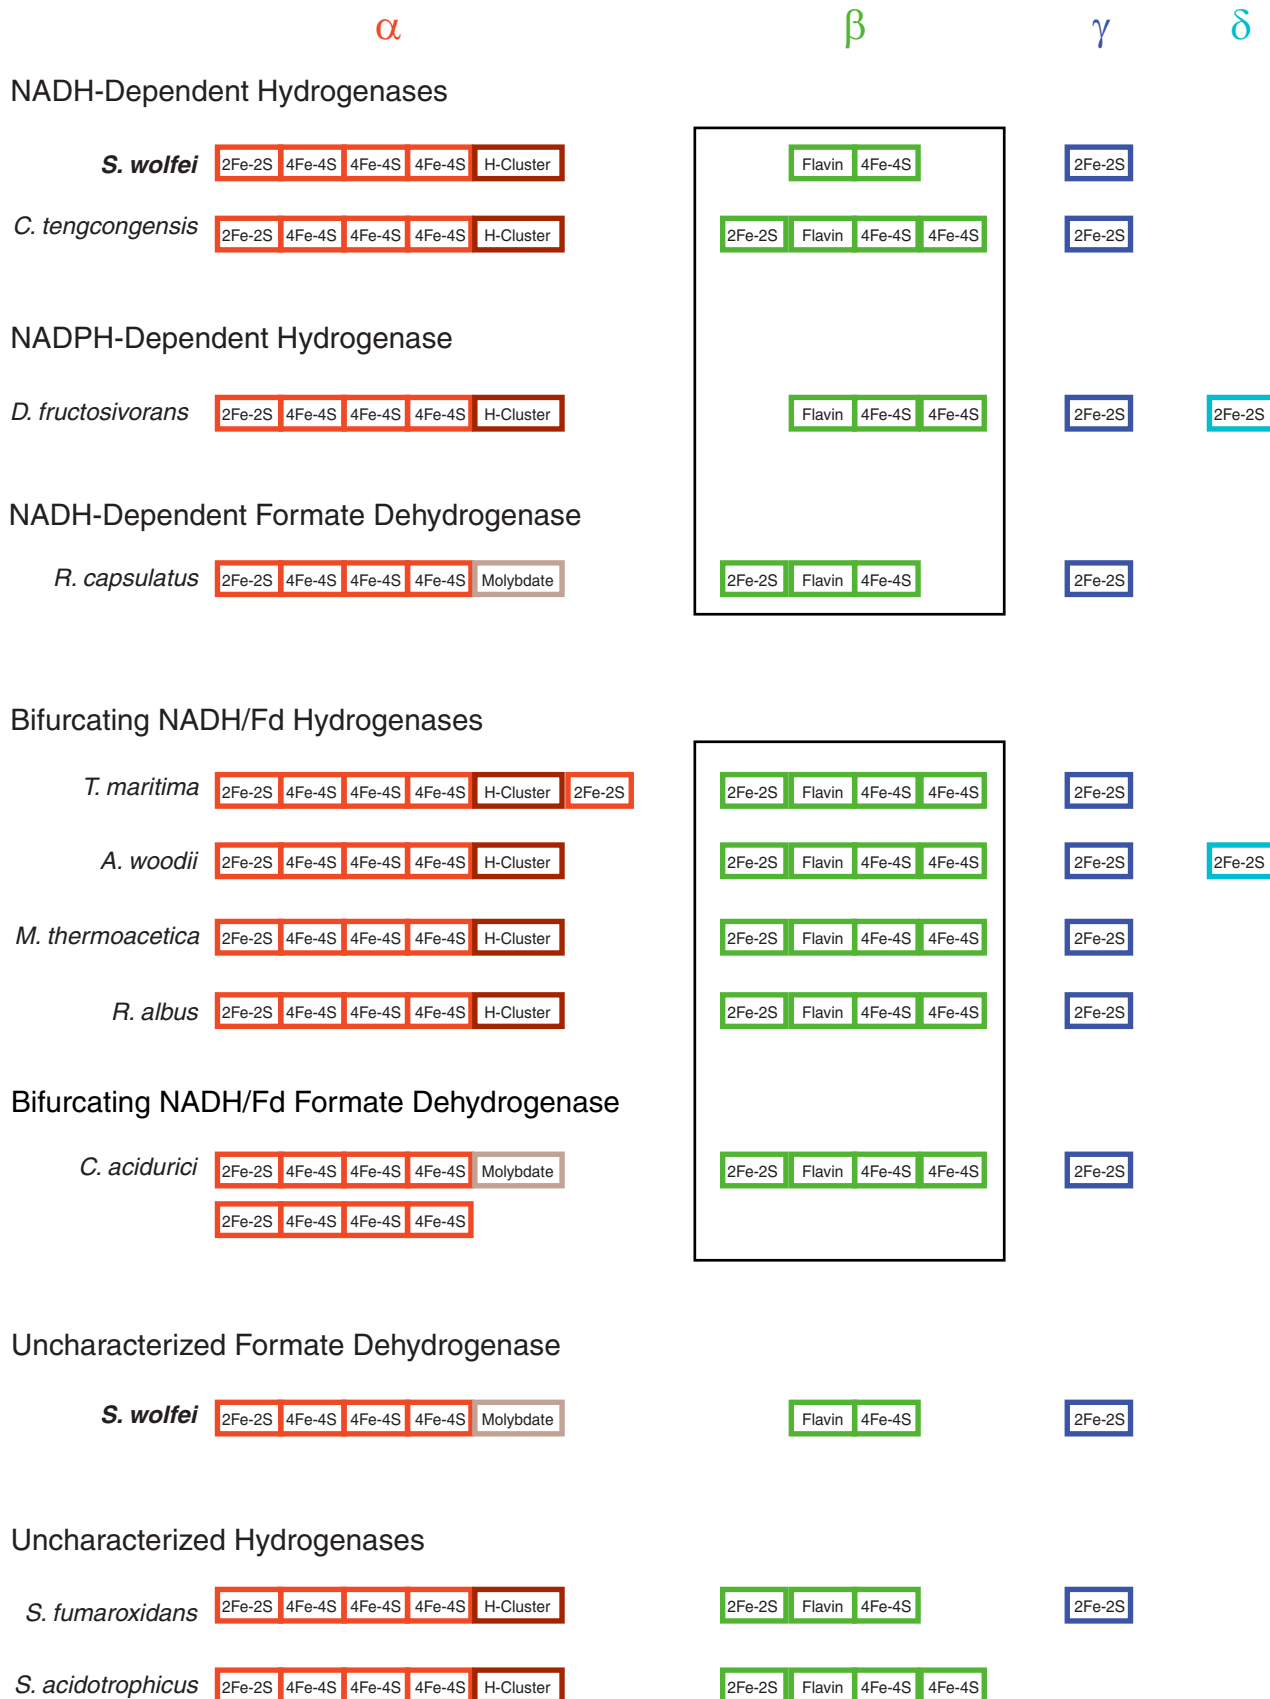 α β γ δ
NADH-Dependent Hydrogenases
S. wolfei 2Fe-2S 4Fe-4S 4Fe-4S 4Fe-4S H-Cluster Flavin 4Fe-4S 2Fe-2S
C. tengcongensis 2Fe-2S 4Fe-4S 4Fe-4S 4Fe-4S H-Cluster 2Fe-2S Flavin 4Fe-4S 4Fe-4S 2Fe-2S
NADPH-Dependent Hydrogenase
D. fructosivorans 2Fe-2S 4Fe-4S 4Fe-4S 4Fe-4S H-Cluster Flavin 4Fe-4S 4Fe-4S 2Fe-2S 2Fe-2S
NADH-Dependent Formate Dehydrogenase
R. capsulatus 2Fe-2S 4Fe-4S 4Fe-4S 4Fe-4S Molybdate 2Fe-2S Flavin 4Fe-4S 2Fe-2S
Bifurcating NADH/Fd Hydrogenases
T. maritima 2Fe-2S 4Fe-4S 4Fe-4S 4Fe-4S H-Cluster 2Fe-2S 2Fe-2S Flavin 4Fe-4S 4Fe-4S 2Fe-2S
A. woodii 2Fe-2S 4Fe-4S 4Fe-4S 4Fe-4S H-Cluster 2Fe-2S Flavin 4Fe-4S 4Fe-4S 2Fe-2S 2Fe-2S
M. thermoacetica 2Fe-2S 4Fe-4S 4Fe-4S 4Fe-4S H-Cluster 2Fe-2S Flavin 4Fe-4S 4Fe-4S 2Fe-2S
R. albus 2Fe-2S 4Fe-4S 4Fe-4S 4Fe-4S H-Cluster 2Fe-2S Flavin 4Fe-4S 4Fe-4S 2Fe-2S
Bifurcating NADH/Fd Formate Dehydrogenase
C. acidurici 2Fe-2S 4Fe-4S 4Fe-4S 4Fe-4S Molybdate 2Fe-2S Flavin 4Fe-4S 4Fe-4S 2Fe-2S
2Fe-2S 4Fe-4S 4Fe-4S 4Fe-4S
Uncharacterized Formate Dehydrogenase
S. wolfei 2Fe-2S 4Fe-4S 4Fe-4S 4Fe-4S Molybdate Flavin 4Fe-4S 2Fe-2S
Uncharacterized Hydrogenases
S. fumaroxidans 2Fe-2S 4Fe-4S 4Fe-4S 4Fe-4S H-Cluster 2Fe-2S Flavin 4Fe-4S 2Fe-2S
S. acidotrophicus 2Fe-2S 4Fe-4S 4Fe-4S 4Fe-4S H-Cluster 2Fe-2S Flavin 4Fe-4S 4Fe-4S